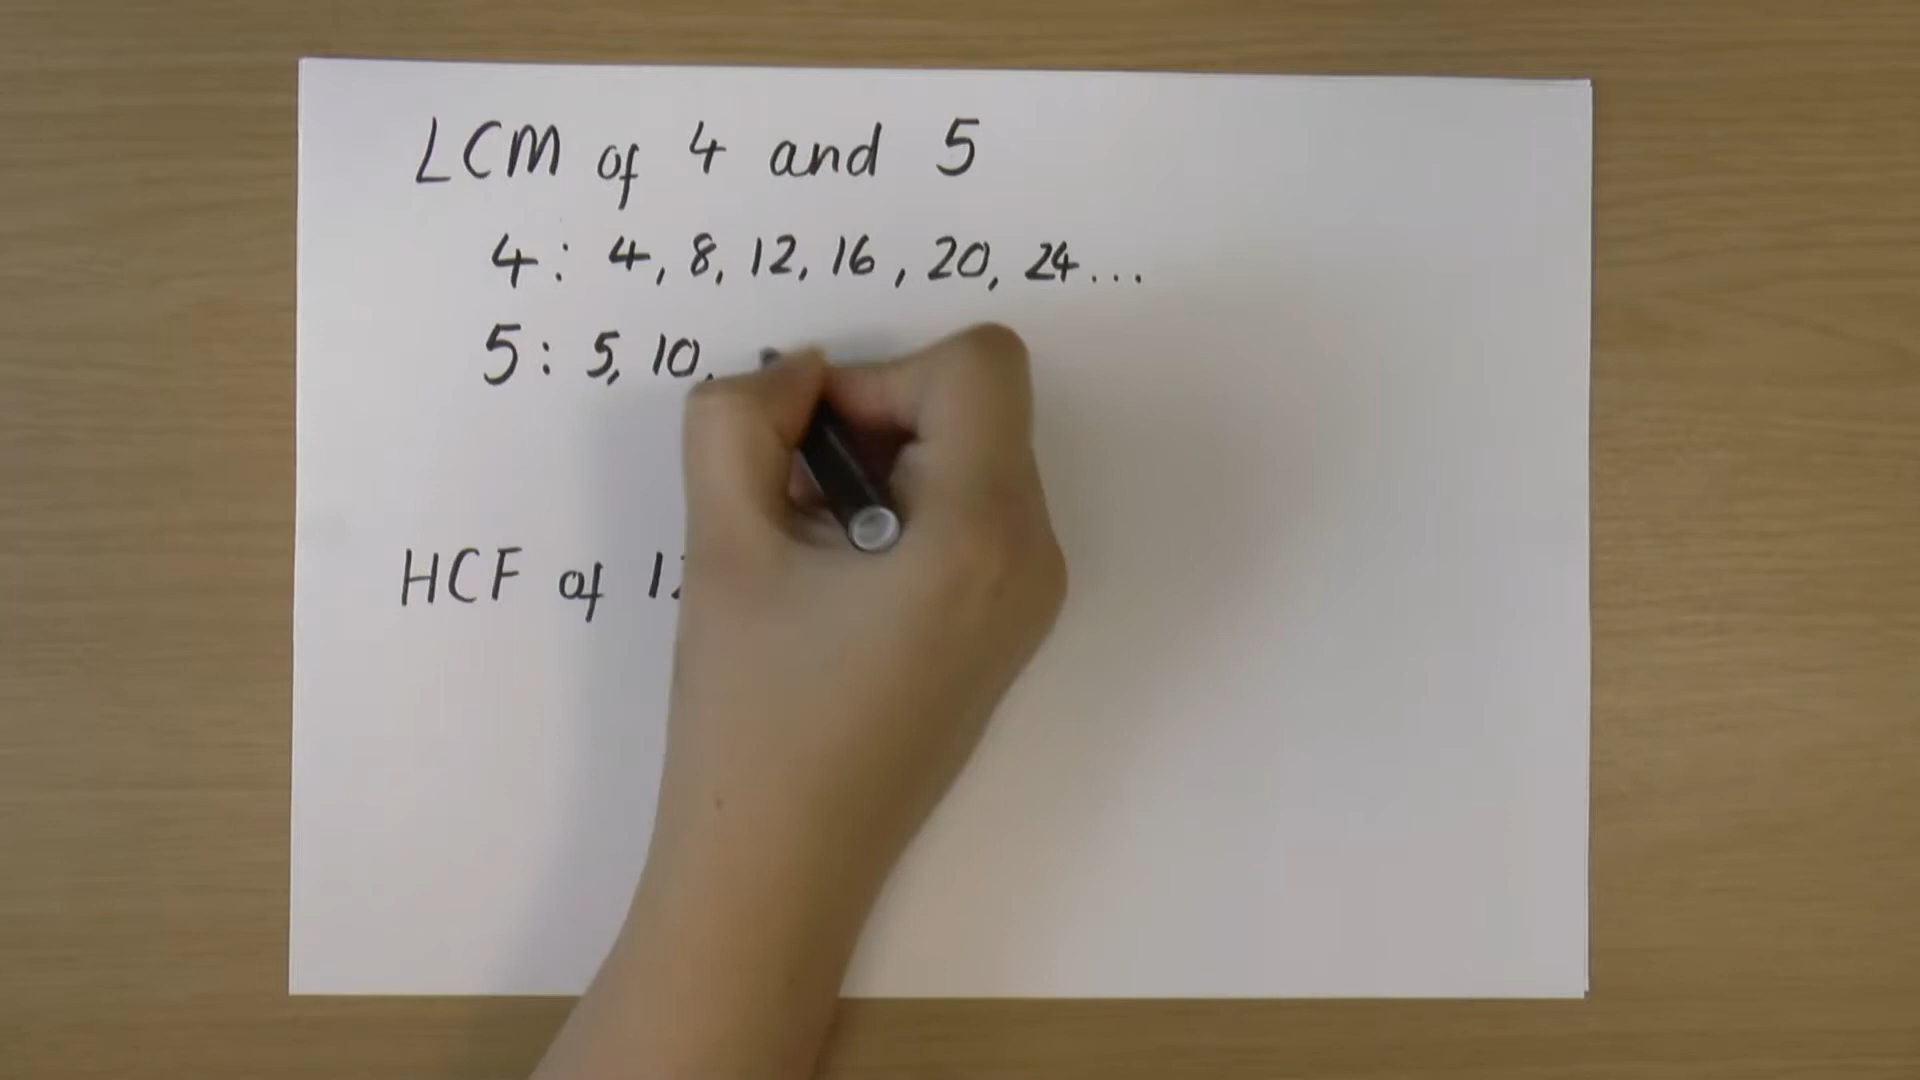 LCM of 4 and 5
4: 4, 8, 12, 16, 20, 24...
5: 5, 10,
HCF of